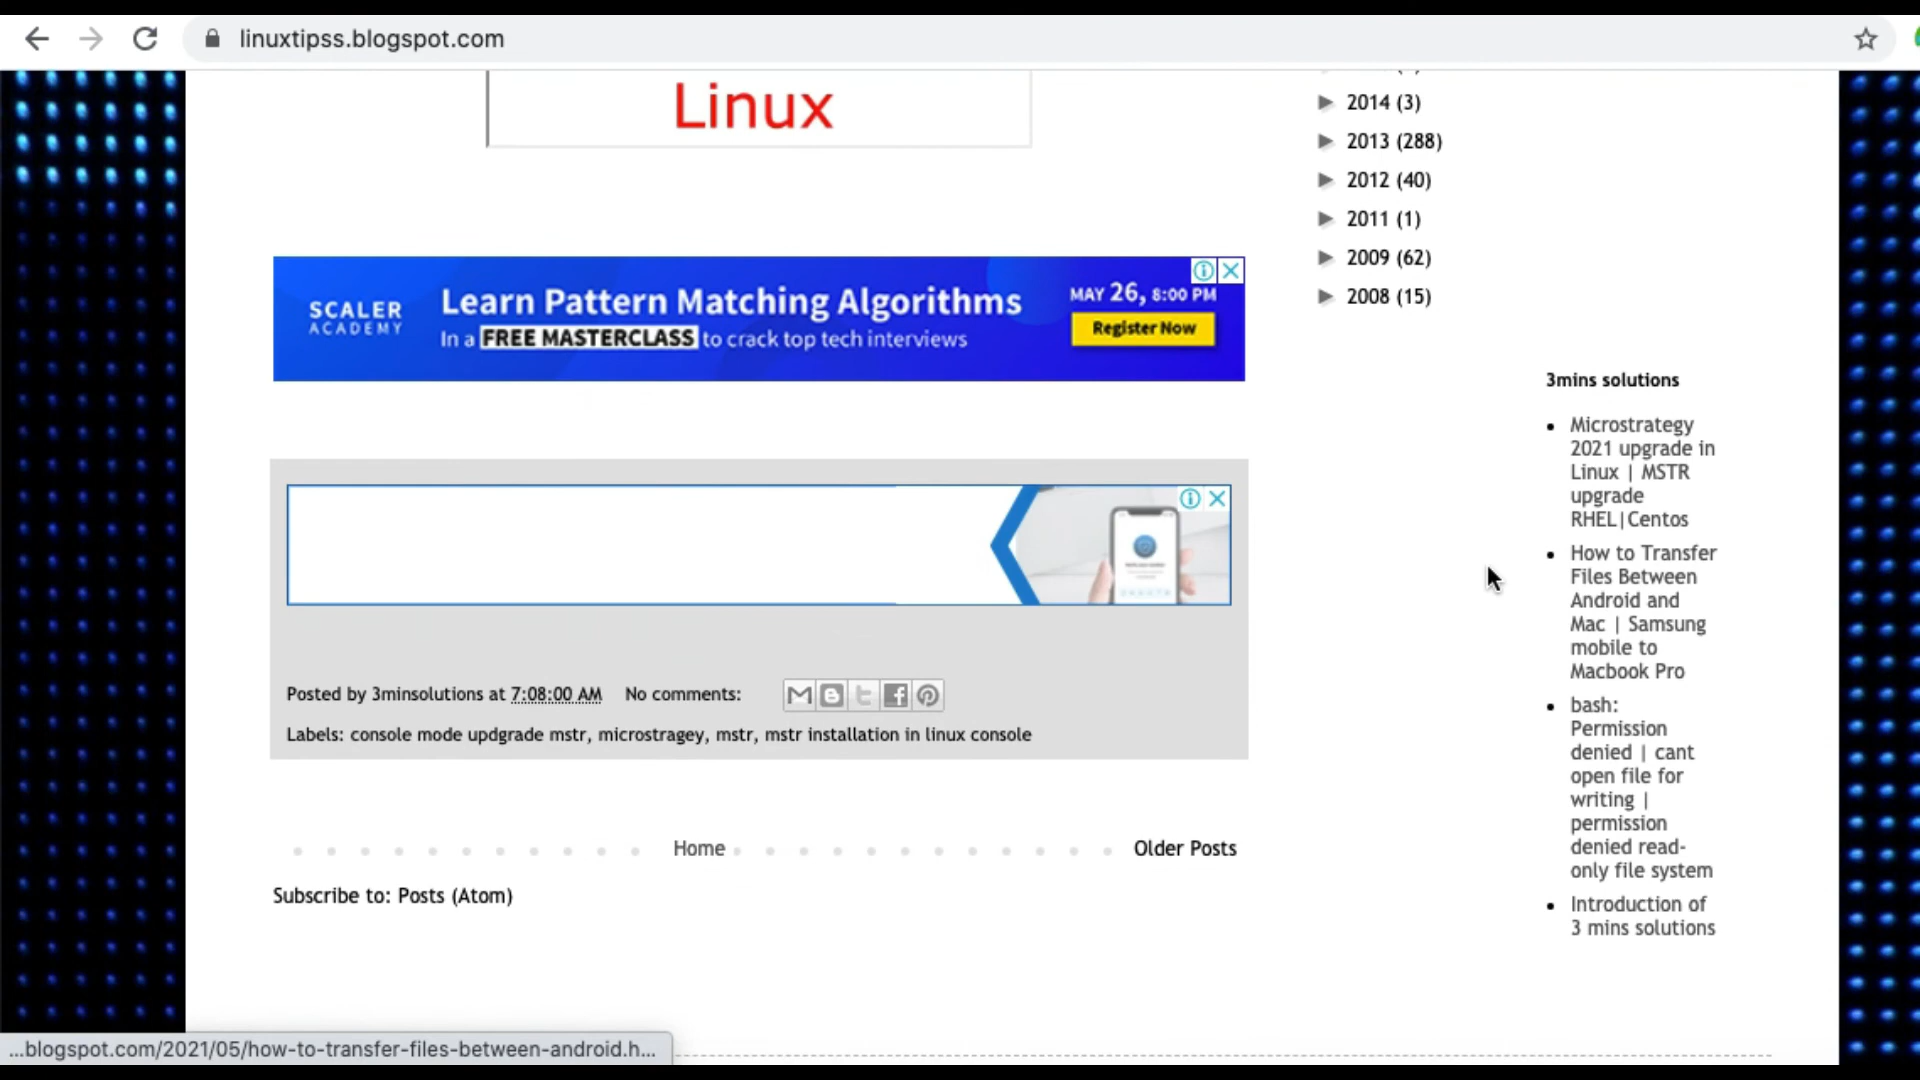 linuxtipss.blogspot.com
Linux
2014 (3)
2013 (288)
2012 (40)
2011 (1)
2009 (62)
2008 (15)
SCALER
ACADEMY
Learn Pattern Matching Algorithms
In a FREE MASTERCLASS to crack top tech interviews
MAY 26, 8:00 PM
Register Now
3mins solutions
Microstrategy
2021 upgrade in
Linux | MSTR
upgrade
RHEL|Centos
How to Transfer
Files Between
Android and
Mac | Samsung
mobile to
Macbook Pro
bash:
Permission
denied | cant
open file for
writing |
permission
denied read-
only file system
Introduction of
3 mins solutions
Posted by 3minsolutions at 7:08:00 AM No comments:
Labels: console mode updgrade mstr, microstragey, mstr, mstr installation in linux console
Home
Older Posts
Subscribe to: Posts (Atom)
...blogspot.com/2021/05/how-to-transfer-files-between-android.h...